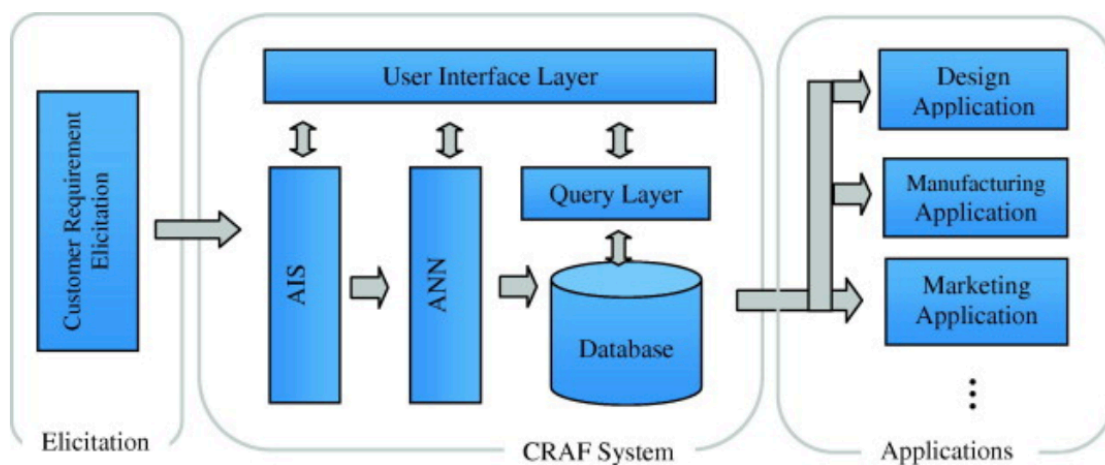 Customer Requirement
Elicitation
Elicitation
User Interface Layer
AIS
ANN
Query Layer
Database
CRAF System
Design
Application
Manufacturing
Application
Marketing
Application
Applications